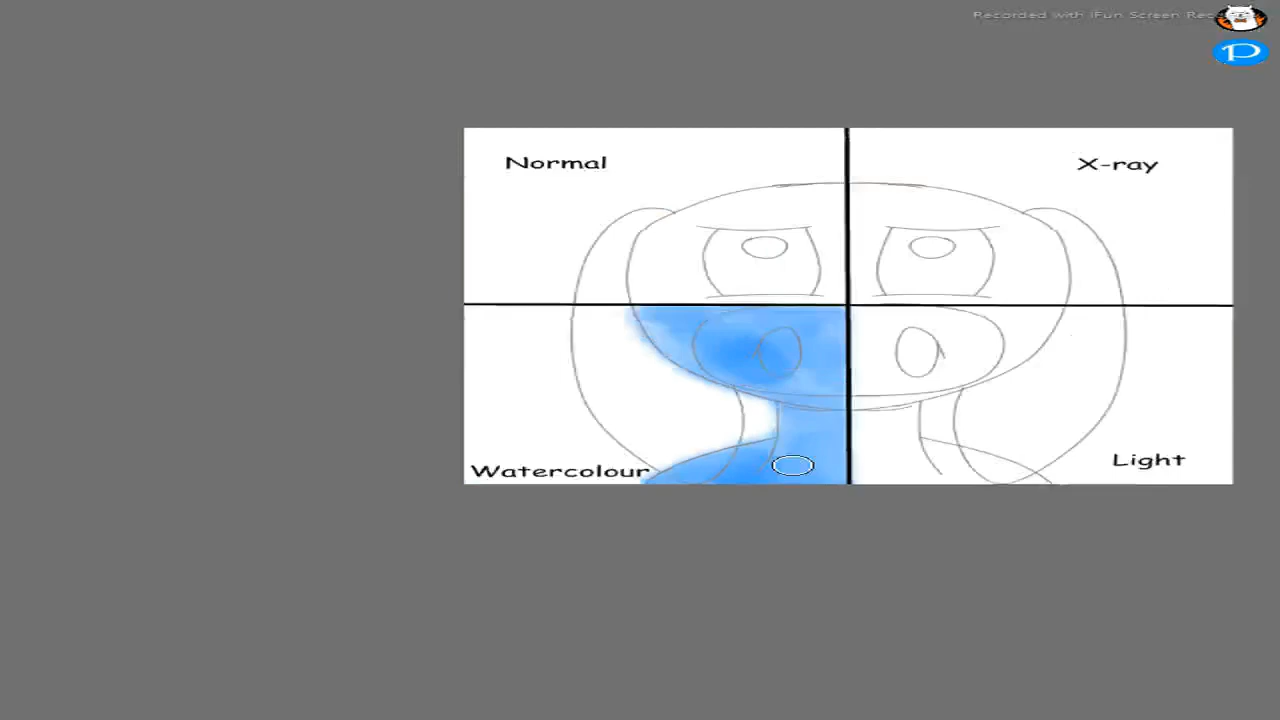 Recorded with iFun Screen Rec
P
Normal
X-ray
Watercolour
Light